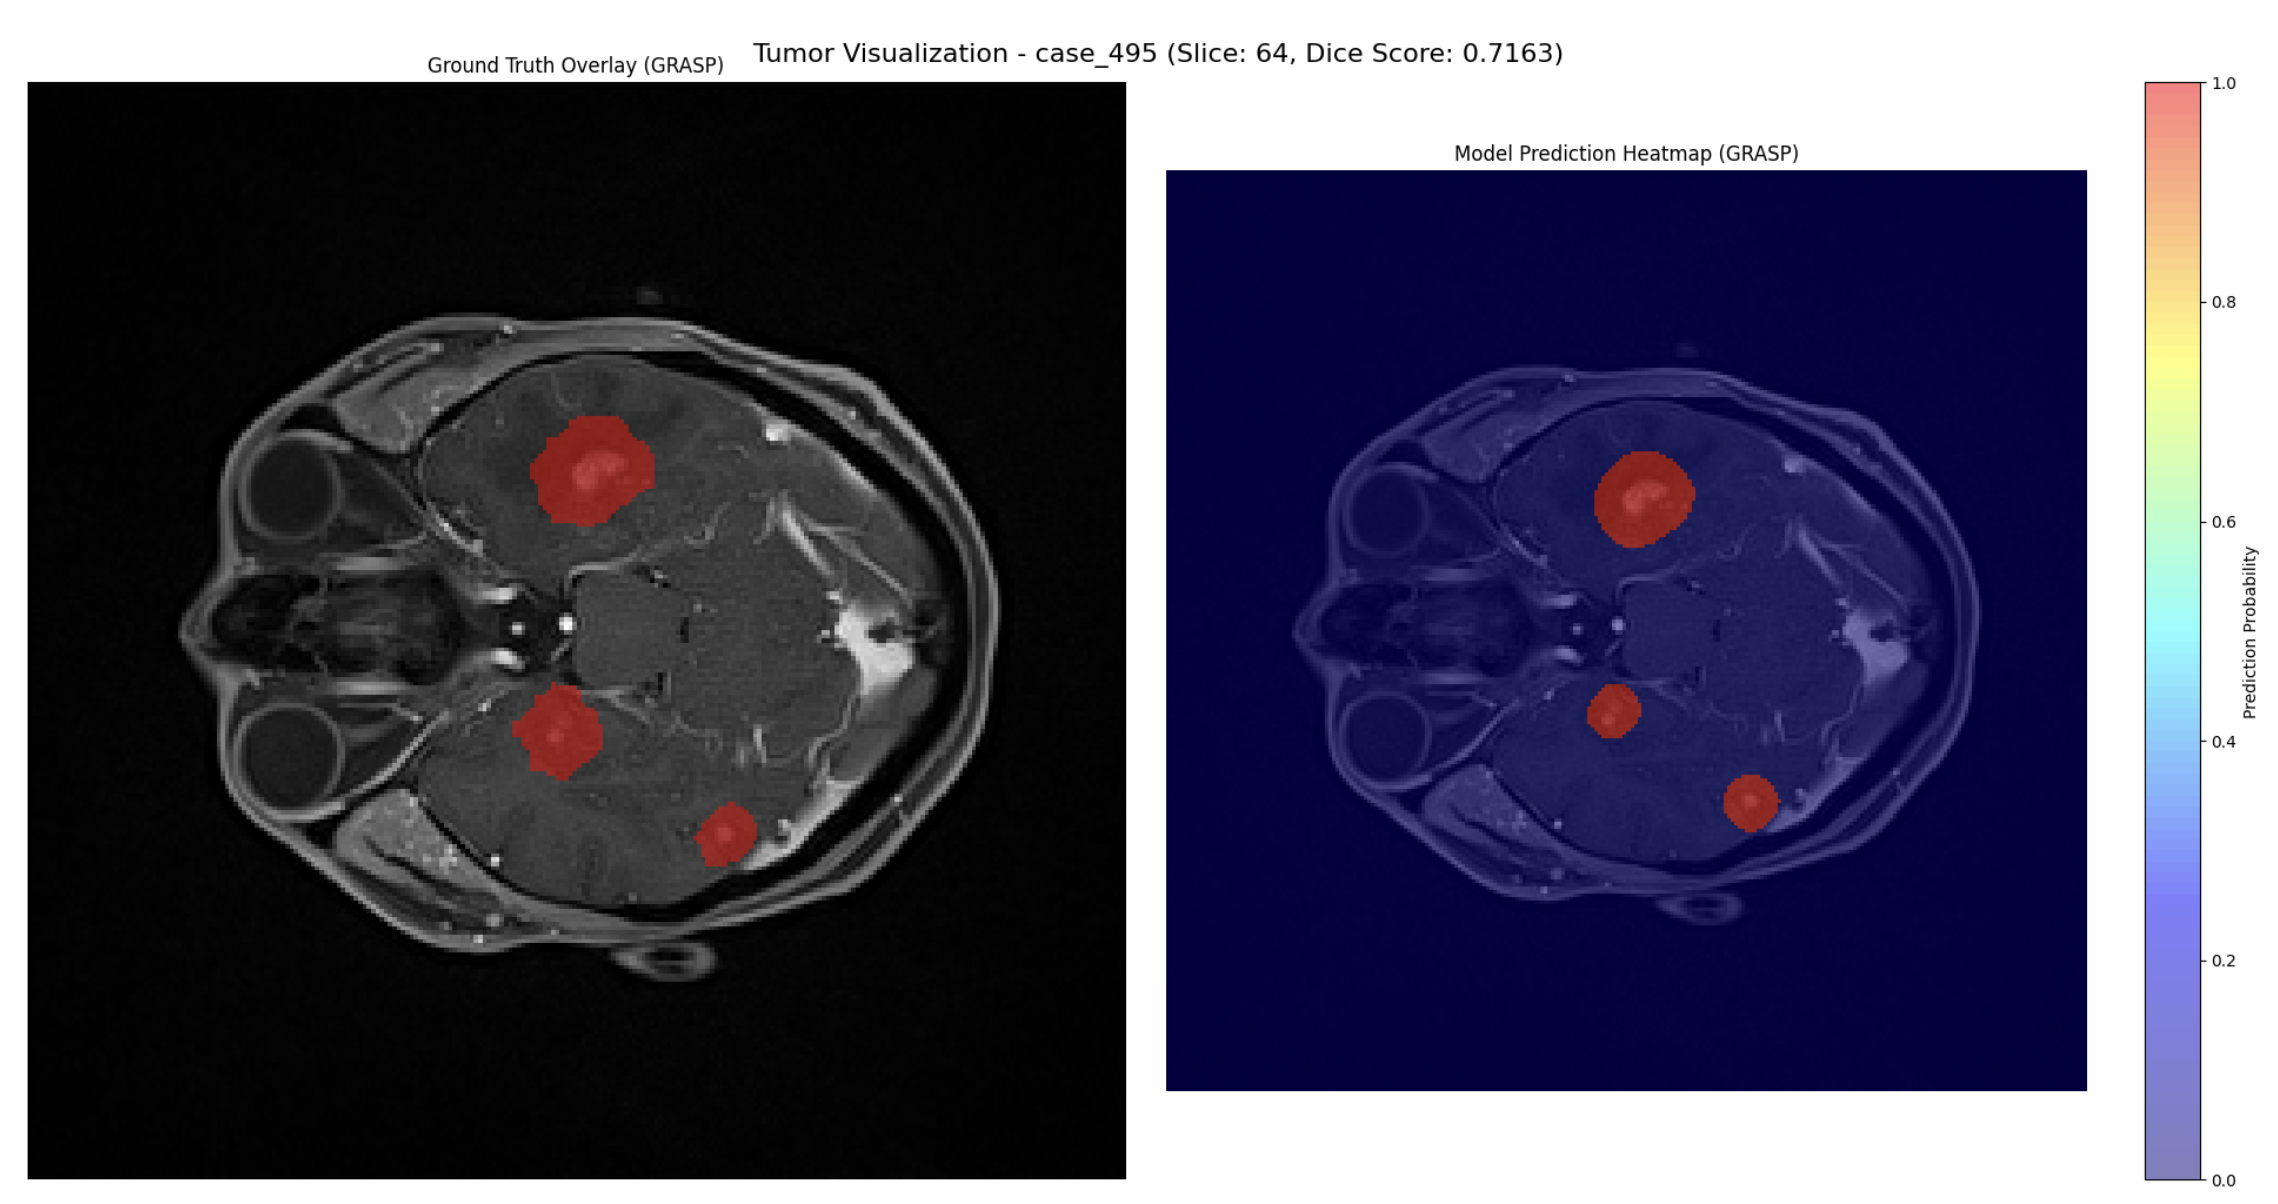 Tumor Visualization - case_495 (Slice: 64, Dice Score: 0.7163)
Ground Truth Overlay (GRASP)
Model Prediction Heatmap (GRASP)
1.0
0.8
0.6
0.4
0.2
0.0
Prediction Probability